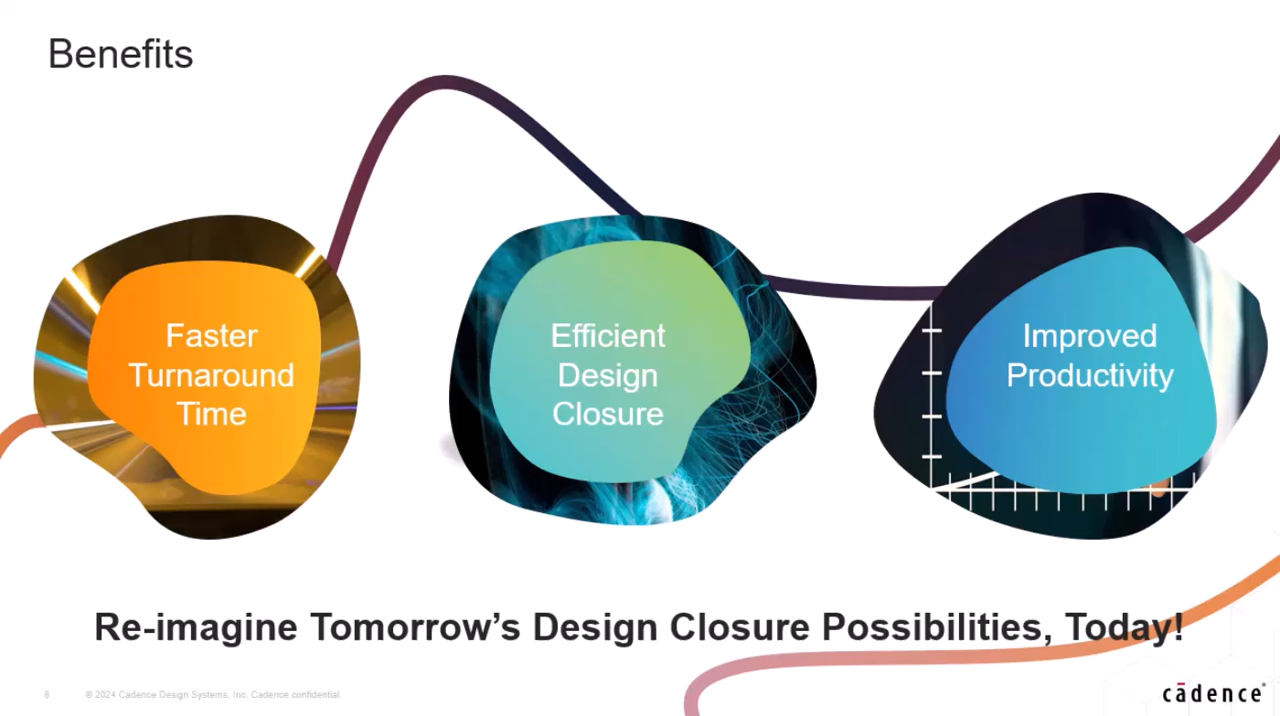 Benefits
Faster
Turnaround
Time
Efficient
Design
Closure
Improved
Productivity
Re-imagine Tomorrow’s Design Closure Possibilities, Today!
8 © 2024 Cadence Design Systems, Inc. Cadence confidential.
cādence®